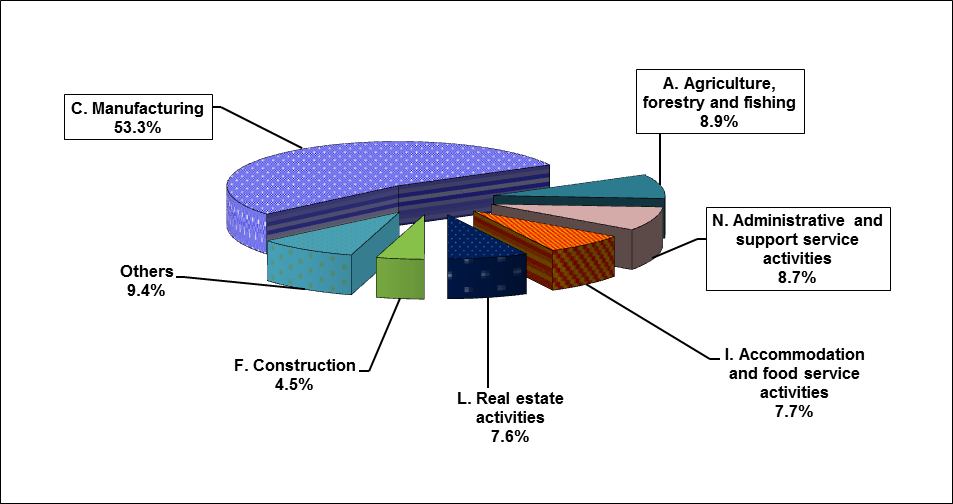 C. Manufacturing
53.3%
A. Agriculture,
forestry and fishing
8.9%
N. Administrative and
support service
activities
8.7%
I. Accommodation
and food service
activities
7.7%
L. Real estate
activities
7.6%
F. Construction
4.5%
Others
9.4%